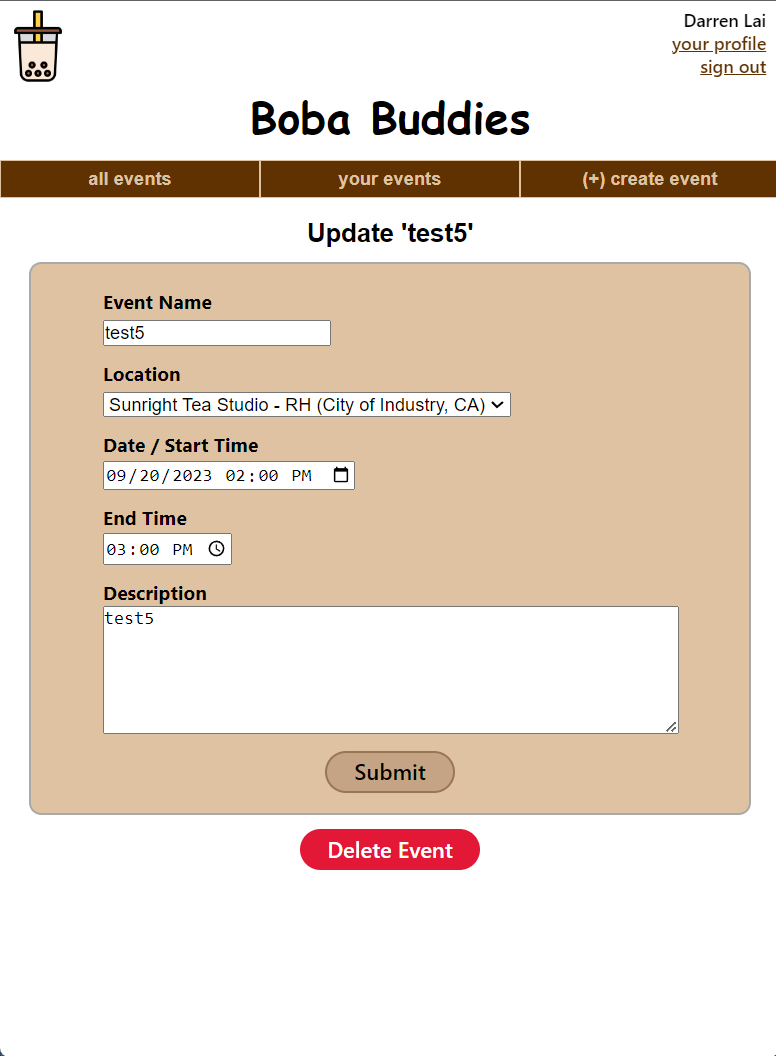 Darren Lai
your profile
sign out
Boba Buddies
all events your events (+) create event
Update 'test5'
Event Name
test5
Location
Sunright Tea Studio - RH (City of Industry, CA)
Date / Start Time
09/20/2023 02:00 PM
End Time
03:00 PM
Description
test5
Submit
Delete Event